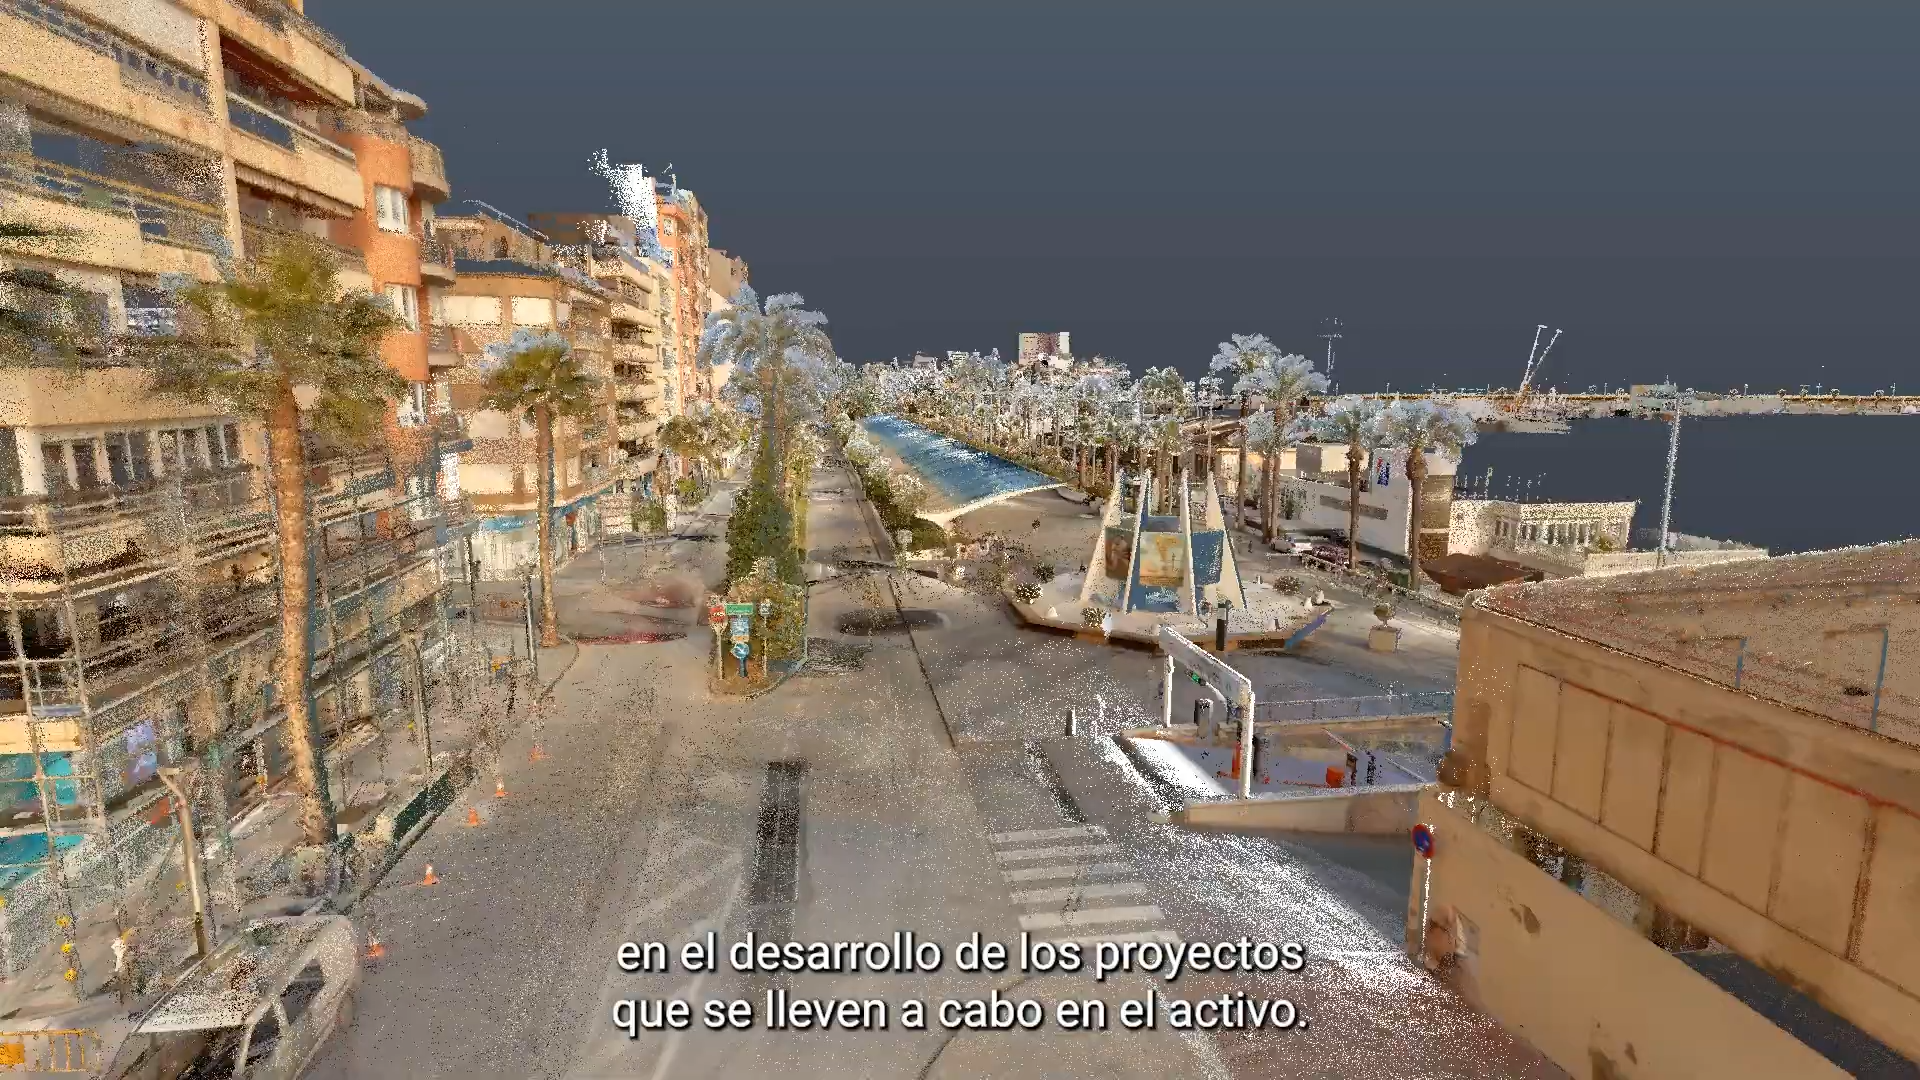 en el desarrollo de los proyectos
que se lleven a cabo en el activo.